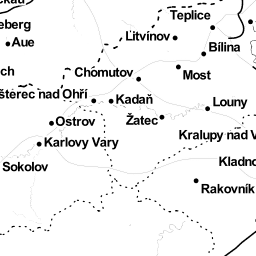 Teplice
eberg
Litvínov
Aue
Bílina
ch
Chomutov
Most
šterec nad Ohří
Kadaň
Louny
Ostrov
Žatec
Kralupy nad V
Karlovy Vary
Kladno
Sokolov
Rakovník